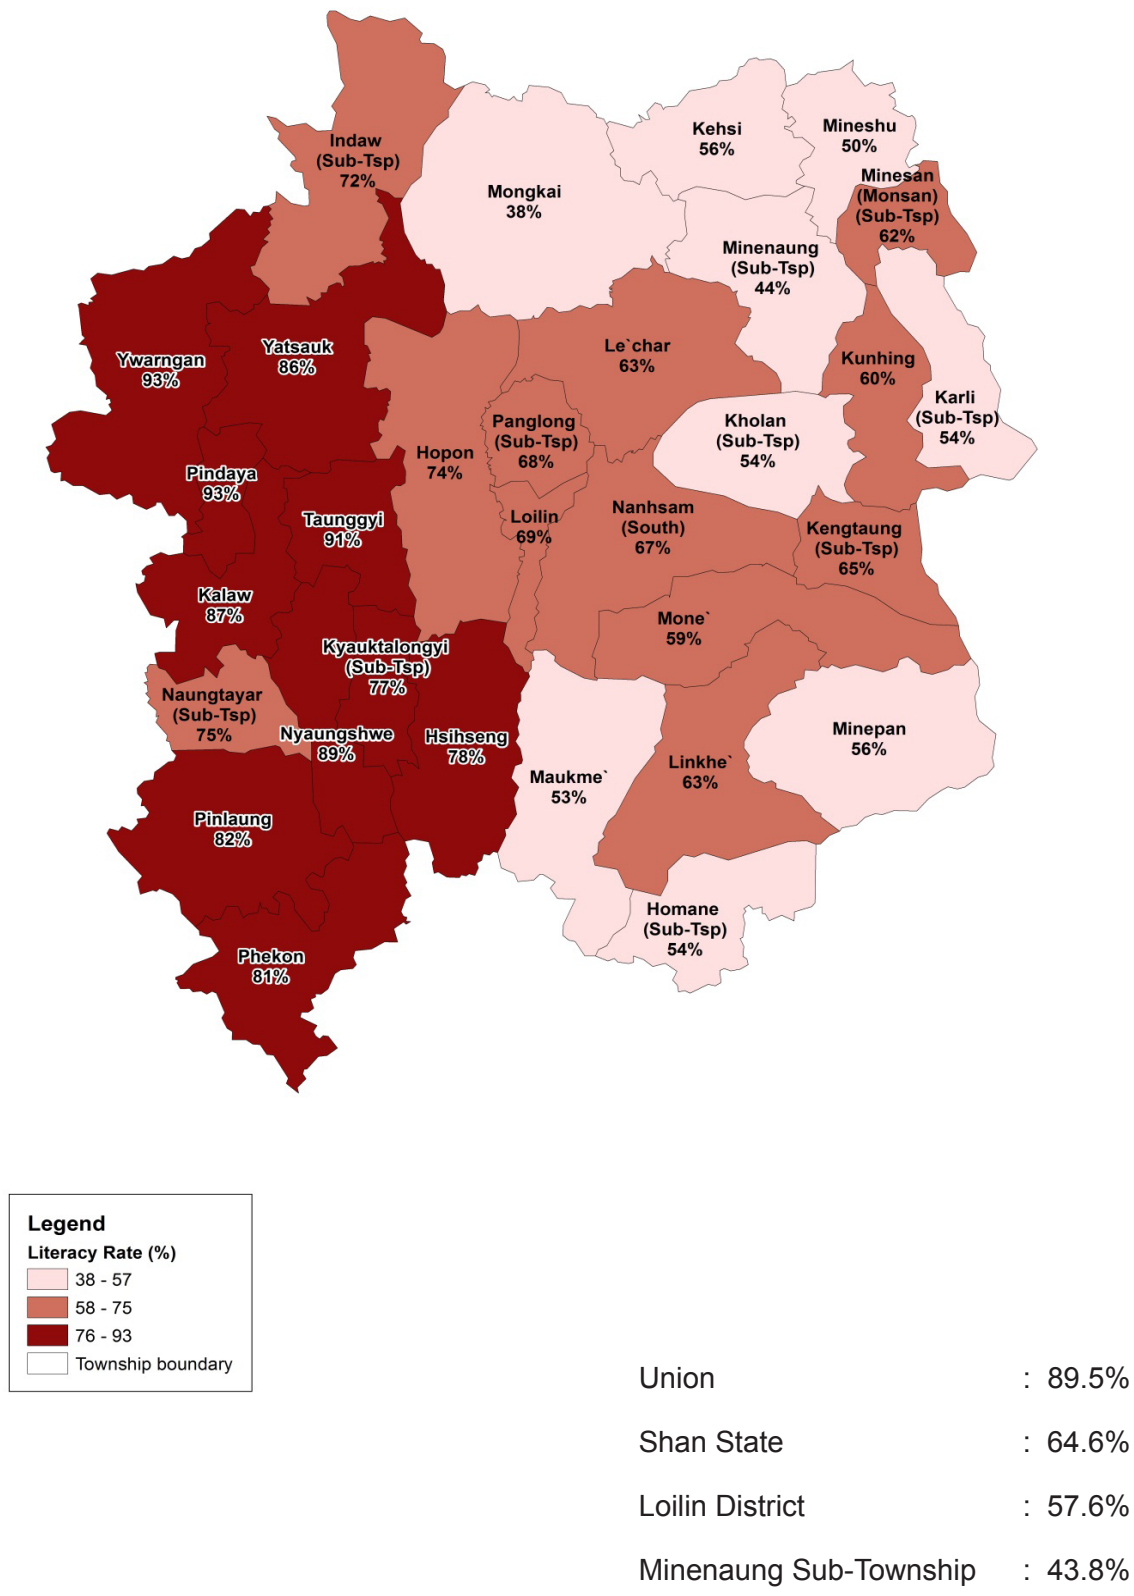 Indaw
(Sub-Tsp)
72%
Kehsi
56%
Mineshu
50%
Mongkai
38%
Minesan
(Monsan)
(Sub-Tsp)
62%
Minenaung
(Sub-Tsp)
44%
Ywarngan
93%
Yatsauk
86%
Le`char
63%
Kunhing
60%
Karli
(Sub-Tsp)
54%
Panglong
(Sub-Tsp)
68%
Kholan
(Sub-Tsp)
54%
Hopon
74%
Pindaya
93%
Taunggyi
91%
Loilin
69%
Nanhsam
(South)
67%
Kengtaung
(Sub-Tsp)
65%
Kalaw
87%
Mone`
59%
Kyauktalongyi
(Sub-Tsp)
77%
Naungtayar
(Sub-Tsp)
75%
Nyaungshwe
89%
Hsihseng
78%
Minepan
56%
Linkhe`
63%
Maukme`
53%
Pinlaung
82%
Homane
(Sub-Tsp)
54%
Phekon
81%
Legend
Literacy Rate (%)
38 - 57
58 - 75
76 - 93
Township boundary
Union : 89.5%
Shan State : 64.6%
Loilin District : 57.6%
Minenaung Sub-Township : 43.8%